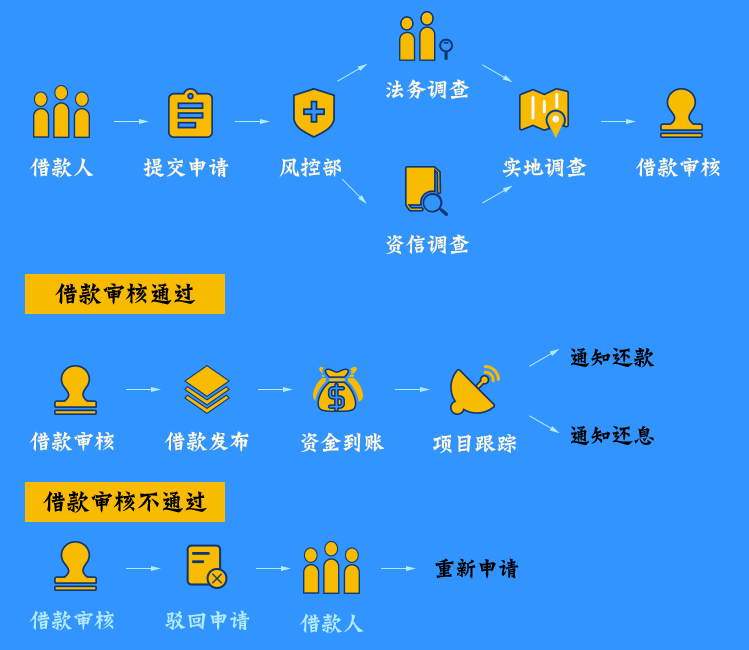 法务调查
借款人
提交申请
风控部
实地调查
借款审核
资信调查
借款审核通过
通知还款
借款审核
借款发布
资金到账
项目跟踪
通知还息
借款审核不通过
重新申请
借款审核
驳回申请
借款人